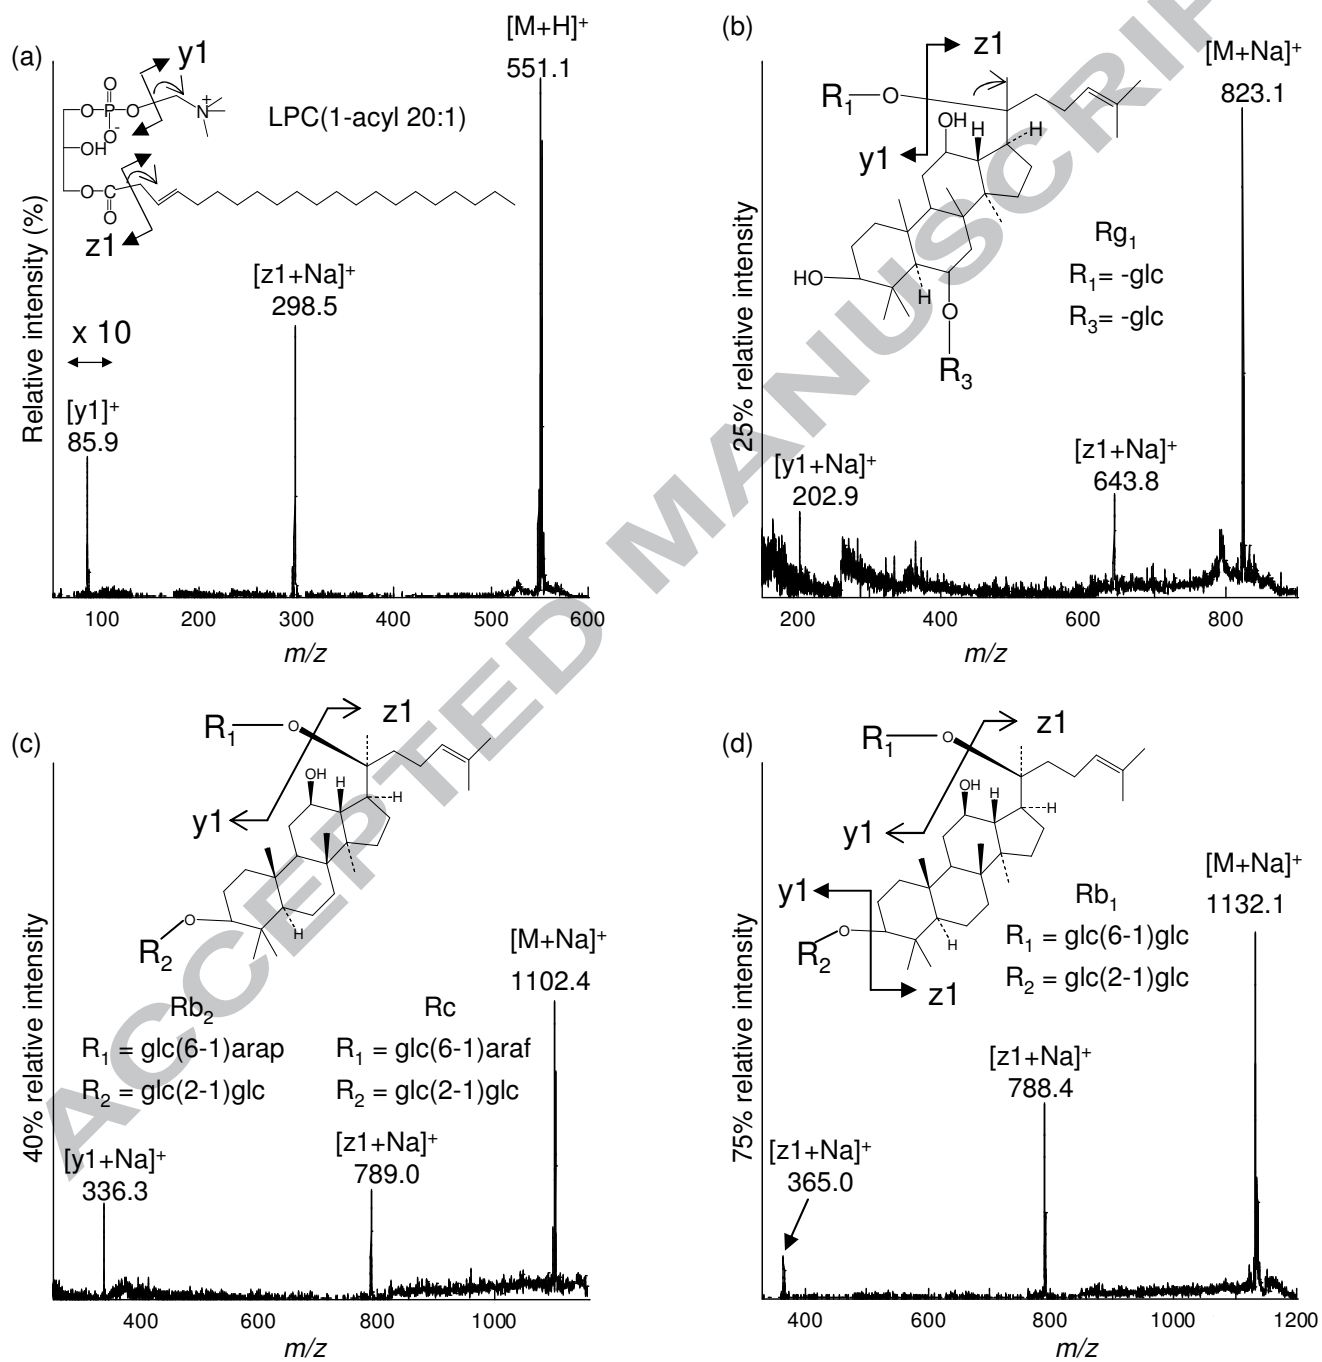 (a)
y1
[M+H]+
551.1
O
O P O N+
O-
LPC(1-acyl 20:1)
OH
O C
O
z1
[z1+Na]+
298.5
x 10
[y1]+
85.9
Relative intensity (%)
100 200 300 400 500 600
m/z
(b)
z1
[M+Na]+
823.1
R1 O
OH H H
y1
Rg1
R1= -glc
R3= -glc
HO
H
O
R3
25% relative intensity
[y1+Na]+
202.9
[z1+Na]+
643.8
200 400 600 800
m/z
(c)
R1 O
z1
OH H H
y1
R2 O
H
[M+Na]+
1102.4
Rb2
R1 = glc(6-1)arap
R2 = glc(2-1)glc
Rc
R1 = glc(6-1)araf
R2 = glc(2-1)glc
40% relative intensity
[y1+Na]+
336.3
[z1+Na]+
789.0
400 600 800 1000
m/z
(d)
R1 O
z1
OH H H
y1
y1
R2 O
H
z1
Rb1
R1 = glc(6-1)glc
R2 = glc(2-1)glc
[M+Na]+
1132.1
75% relative intensity
[z1+Na]+
788.4
[z1+Na]+
365.0
400 600 800 1000 1200
m/z
ACCEPTED MANUSCRIP